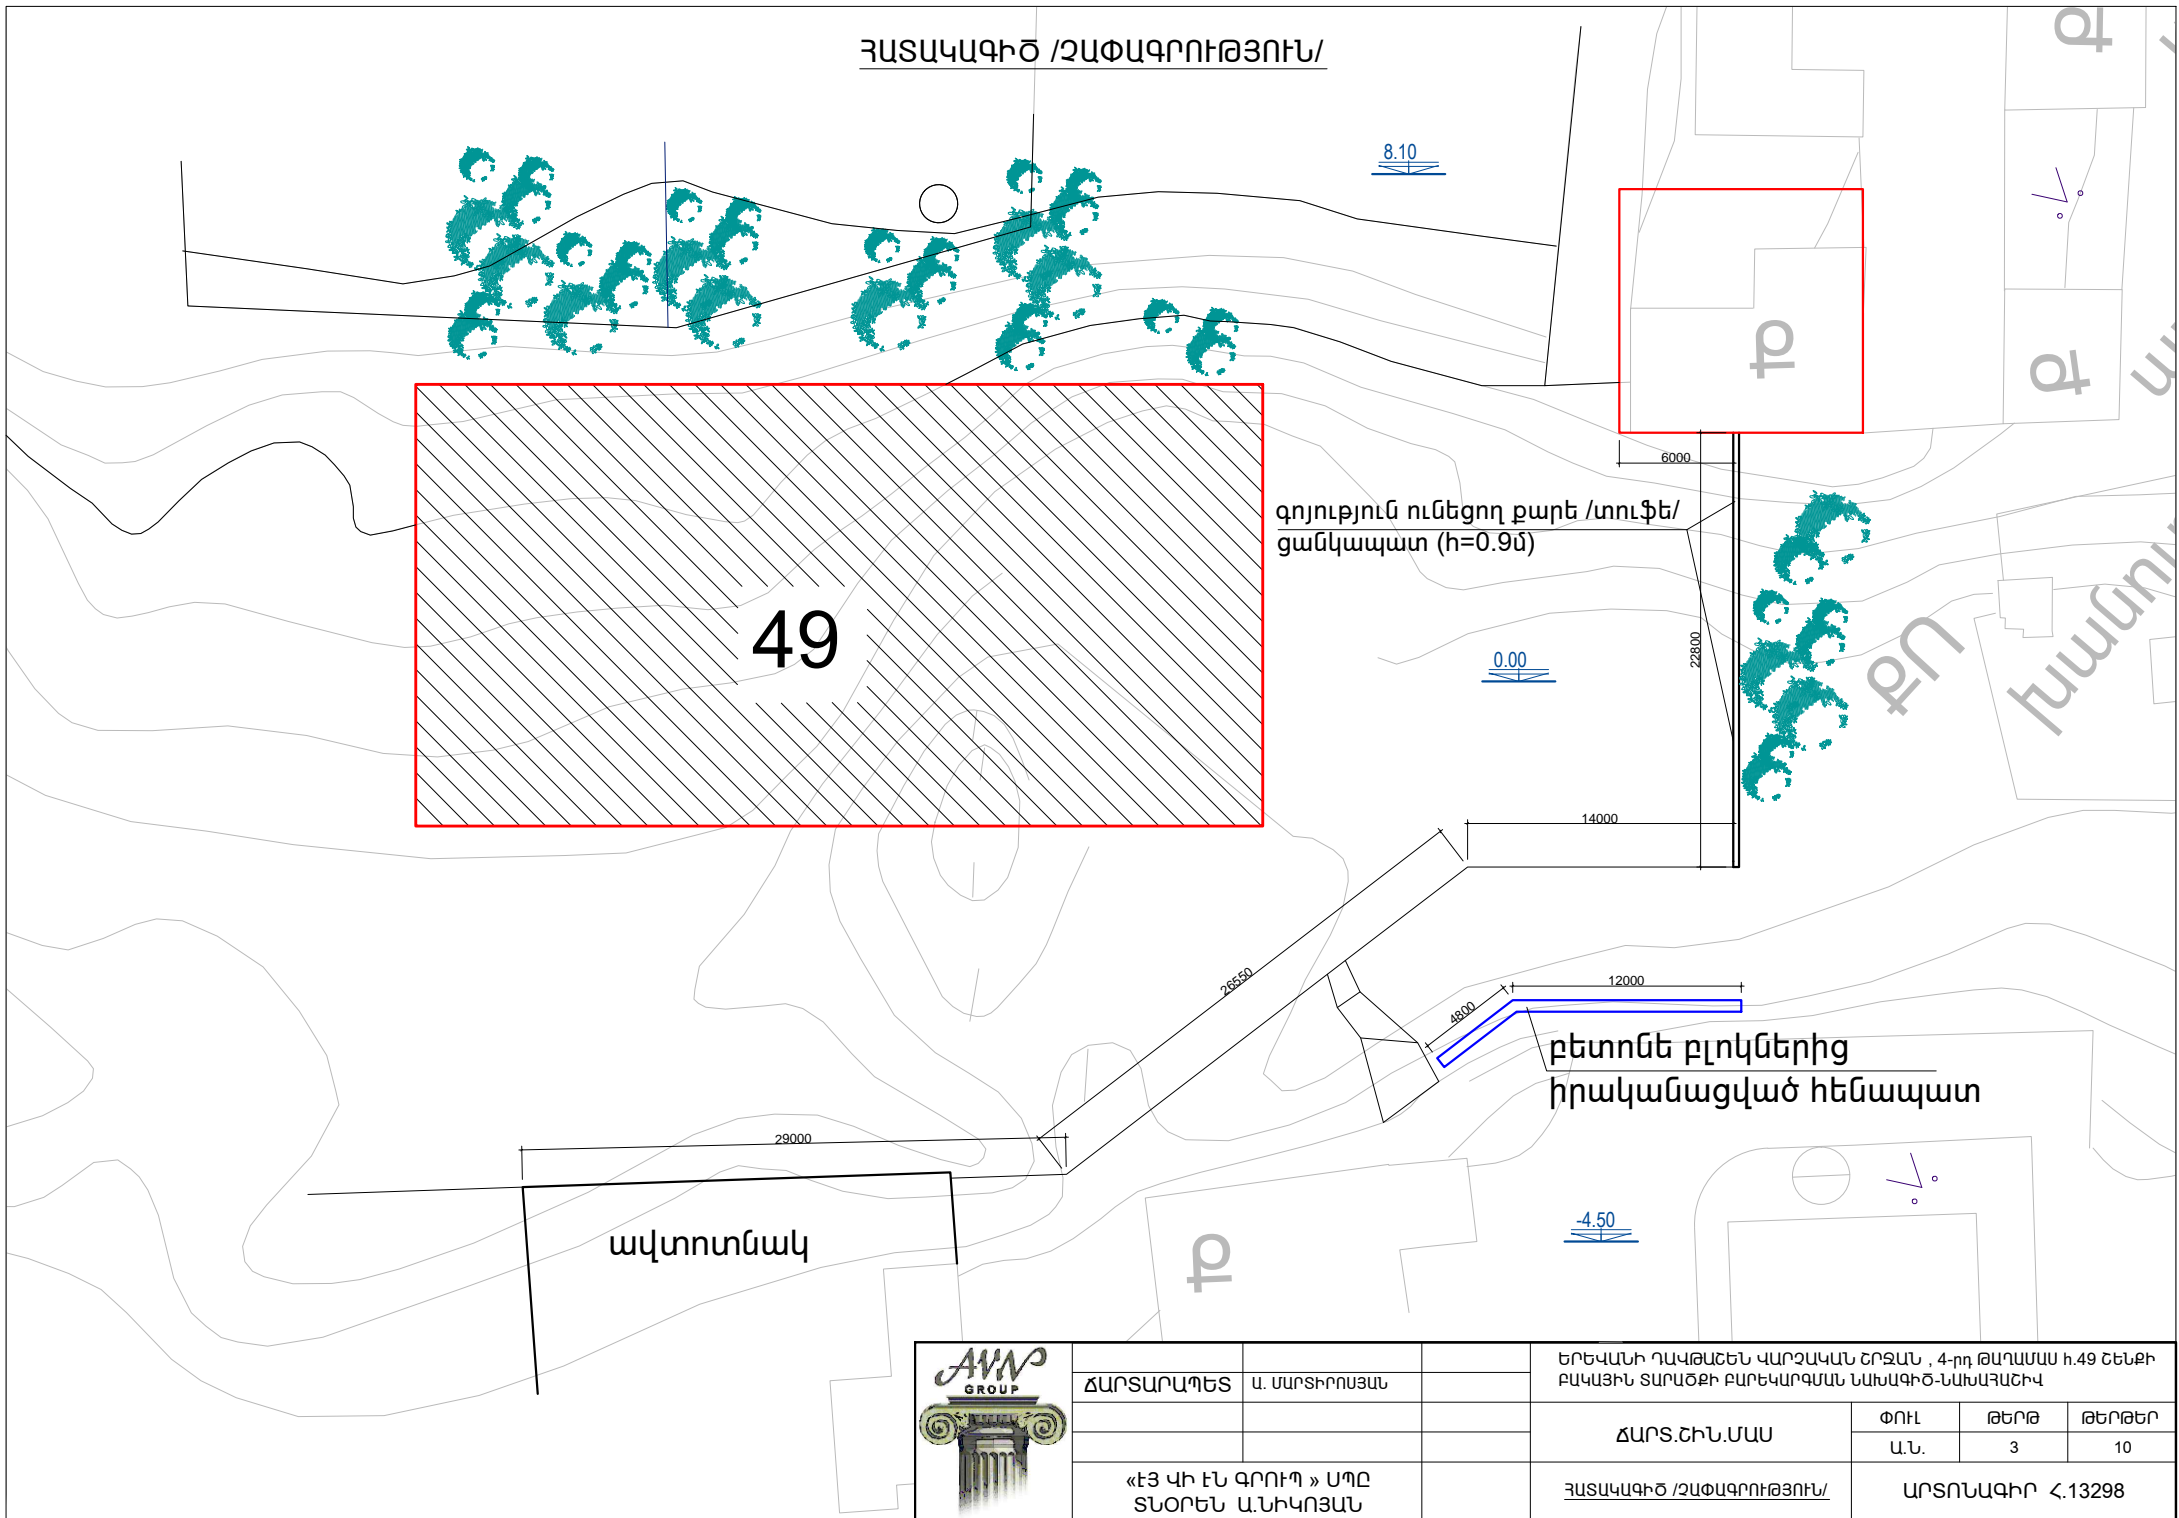 ՀԱՏԱԿԱԳԻԾ /ՉԱՓԱԳՐՈՒԹՅՈՒՆ/
8.10
Թ
Թ
գ
6000
գոյություն ունեցող քարե /տուֆե/
ցանկապատ (h=0.9մ)
49
0.00
22800
ԱԹ
խանութ
14000
26550
12000
4800
բետոնե բլոկներից
իրականացված հենապատ
29000
ավտոտնակ
գ
-4.50
AVN
GROUP
ՃԱՐՏԱՐԱՊԵՏ
Ա. ՄԱՐՏԻՐՈՍՅԱՆ
«ԷՅ ՎԻ ԷՆ ԳՐՈՒՊ » ՍՊԸ
ՏՆՕՐԵՆ Ա.ՆԻԿՈՅԱՆ
ԵՐԵՎԱՆԻ ԴԱՎԹԱՇԵՆ ՎԱՐՉԱԿԱՆ ՇՐՋԱՆ , 4-րդ ԹԱՂԱՄԱՍ h.49 ՇԵՆՔԻ
ԲԱԿԱՅԻՆ ՏԱՐԱԾՔԻ ԲԱՐԵԿԱՐԳՄԱՆ ՆԱԽԱԳԻԾ-ՆԱԽԱՀԱՇԻՎ
ՃԱՐՏ.ՇԻՆ.ՄԱՍ
ՓՈՒԼ
ԹԵՐԹ
ԹԵՐԹԵՐ
Ա.Ն.
3
10
ՀԱՏԱԿԱԳԻԾ /ՉԱՓԱԳՐՈՒԹՅՈՒՆ/
ԱՐՏՈՆԱԳԻՐ Հ.13298